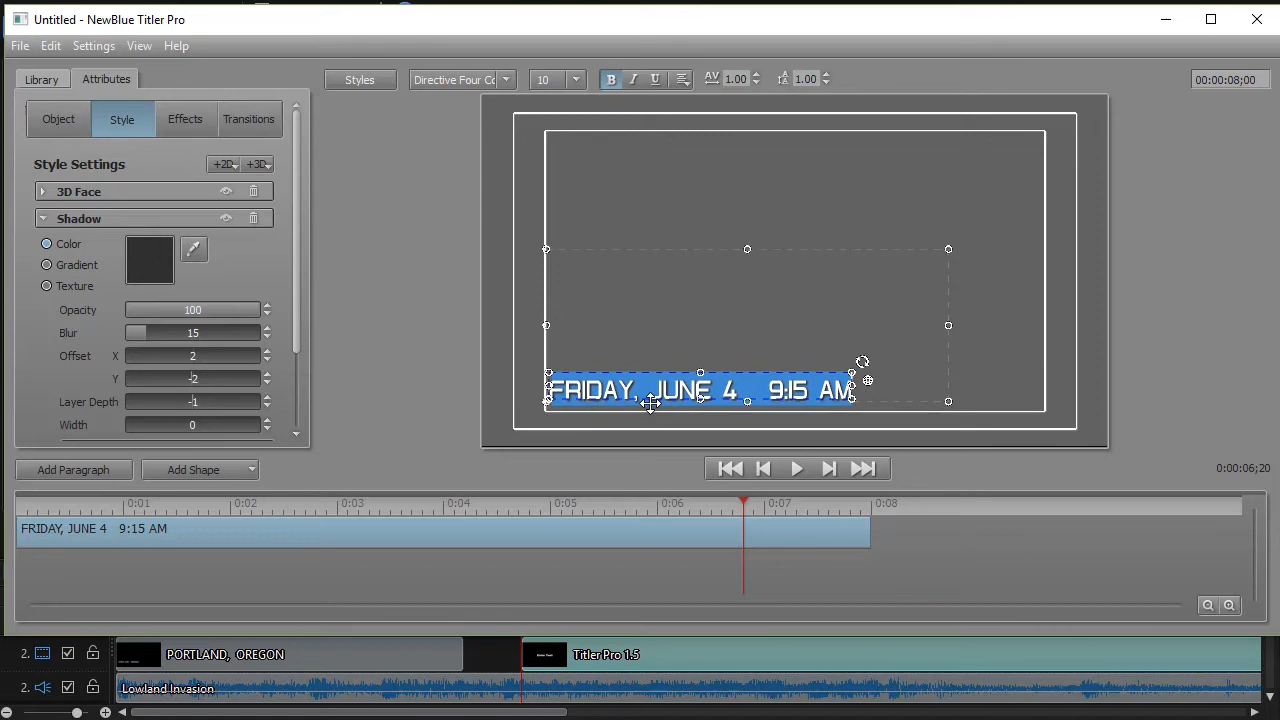 Untitled - NewBlue Titler Pro
File Edit Settings View Help
Library Attributes Styles Directive Four Co 10 B I U AV 1.00 1.00 00:00:08;00
Object Style Effects Transitions
Style Settings +2D +3D
3D Face
Shadow
Color
Gradient
Texture
Opacity 100
Blur 15
Offset X 2
Y -2
Layer Depth -1
Width 0
FRIDAY, JUNE 4 9:15 AM
Add Paragraph Add Shape 0:00:06;20
0:01 0:02 0:03 0:04 0:05 0:06 0:07 0:08
FRIDAY, JUNE 4 9:15 AM
2. PORTLAND, OREGON Titler Pro 1.5
2. Lowland Invasion